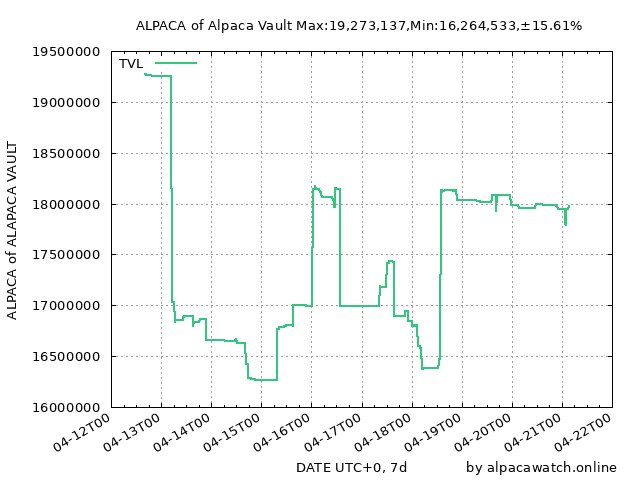 ALPACA of Alpaca Vault Max:19,273,137,Min:16,264,533,±15.61%
19500000
19000000
18500000
18000000
17500000
17000000
16500000
16000000
TVL
ALPACA of ALAPACA VAULT
04-12T00
04-13T00
04-14T00
04-15T00
04-16T00
04-17T00
04-18T00
04-19T00
04-20T00
04-21T00
04-22T00
DATE UTC+0, 7d
by alpacawatch.online